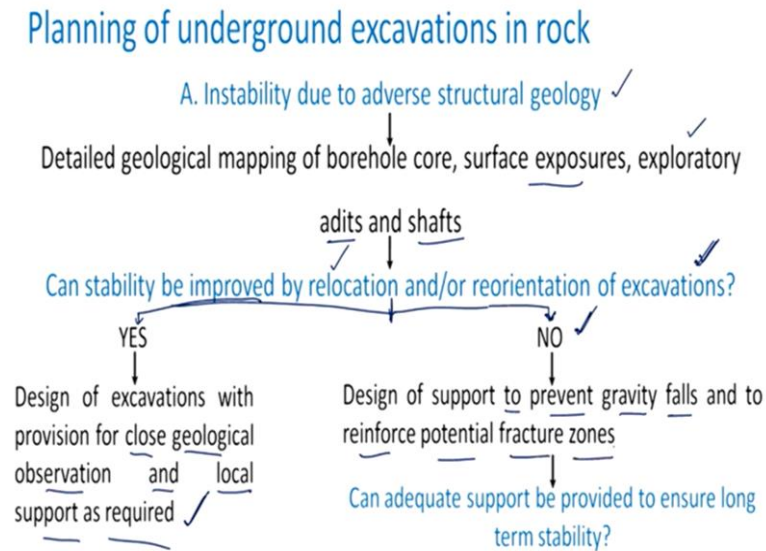 Planning of underground excavations in rock
A. Instability due to adverse structural geology
Detailed geological mapping of borehole core, surface exposures, exploratory
adits and shafts
Can stability be improved by relocation and/or reorientation of excavations?
YES
NO
Design of excavations with
provision for close geological
observation and local
support as required
Design of support to prevent gravity falls and to
reinforce potential fracture zones
Can adequate support be provided to ensure long
term stability?